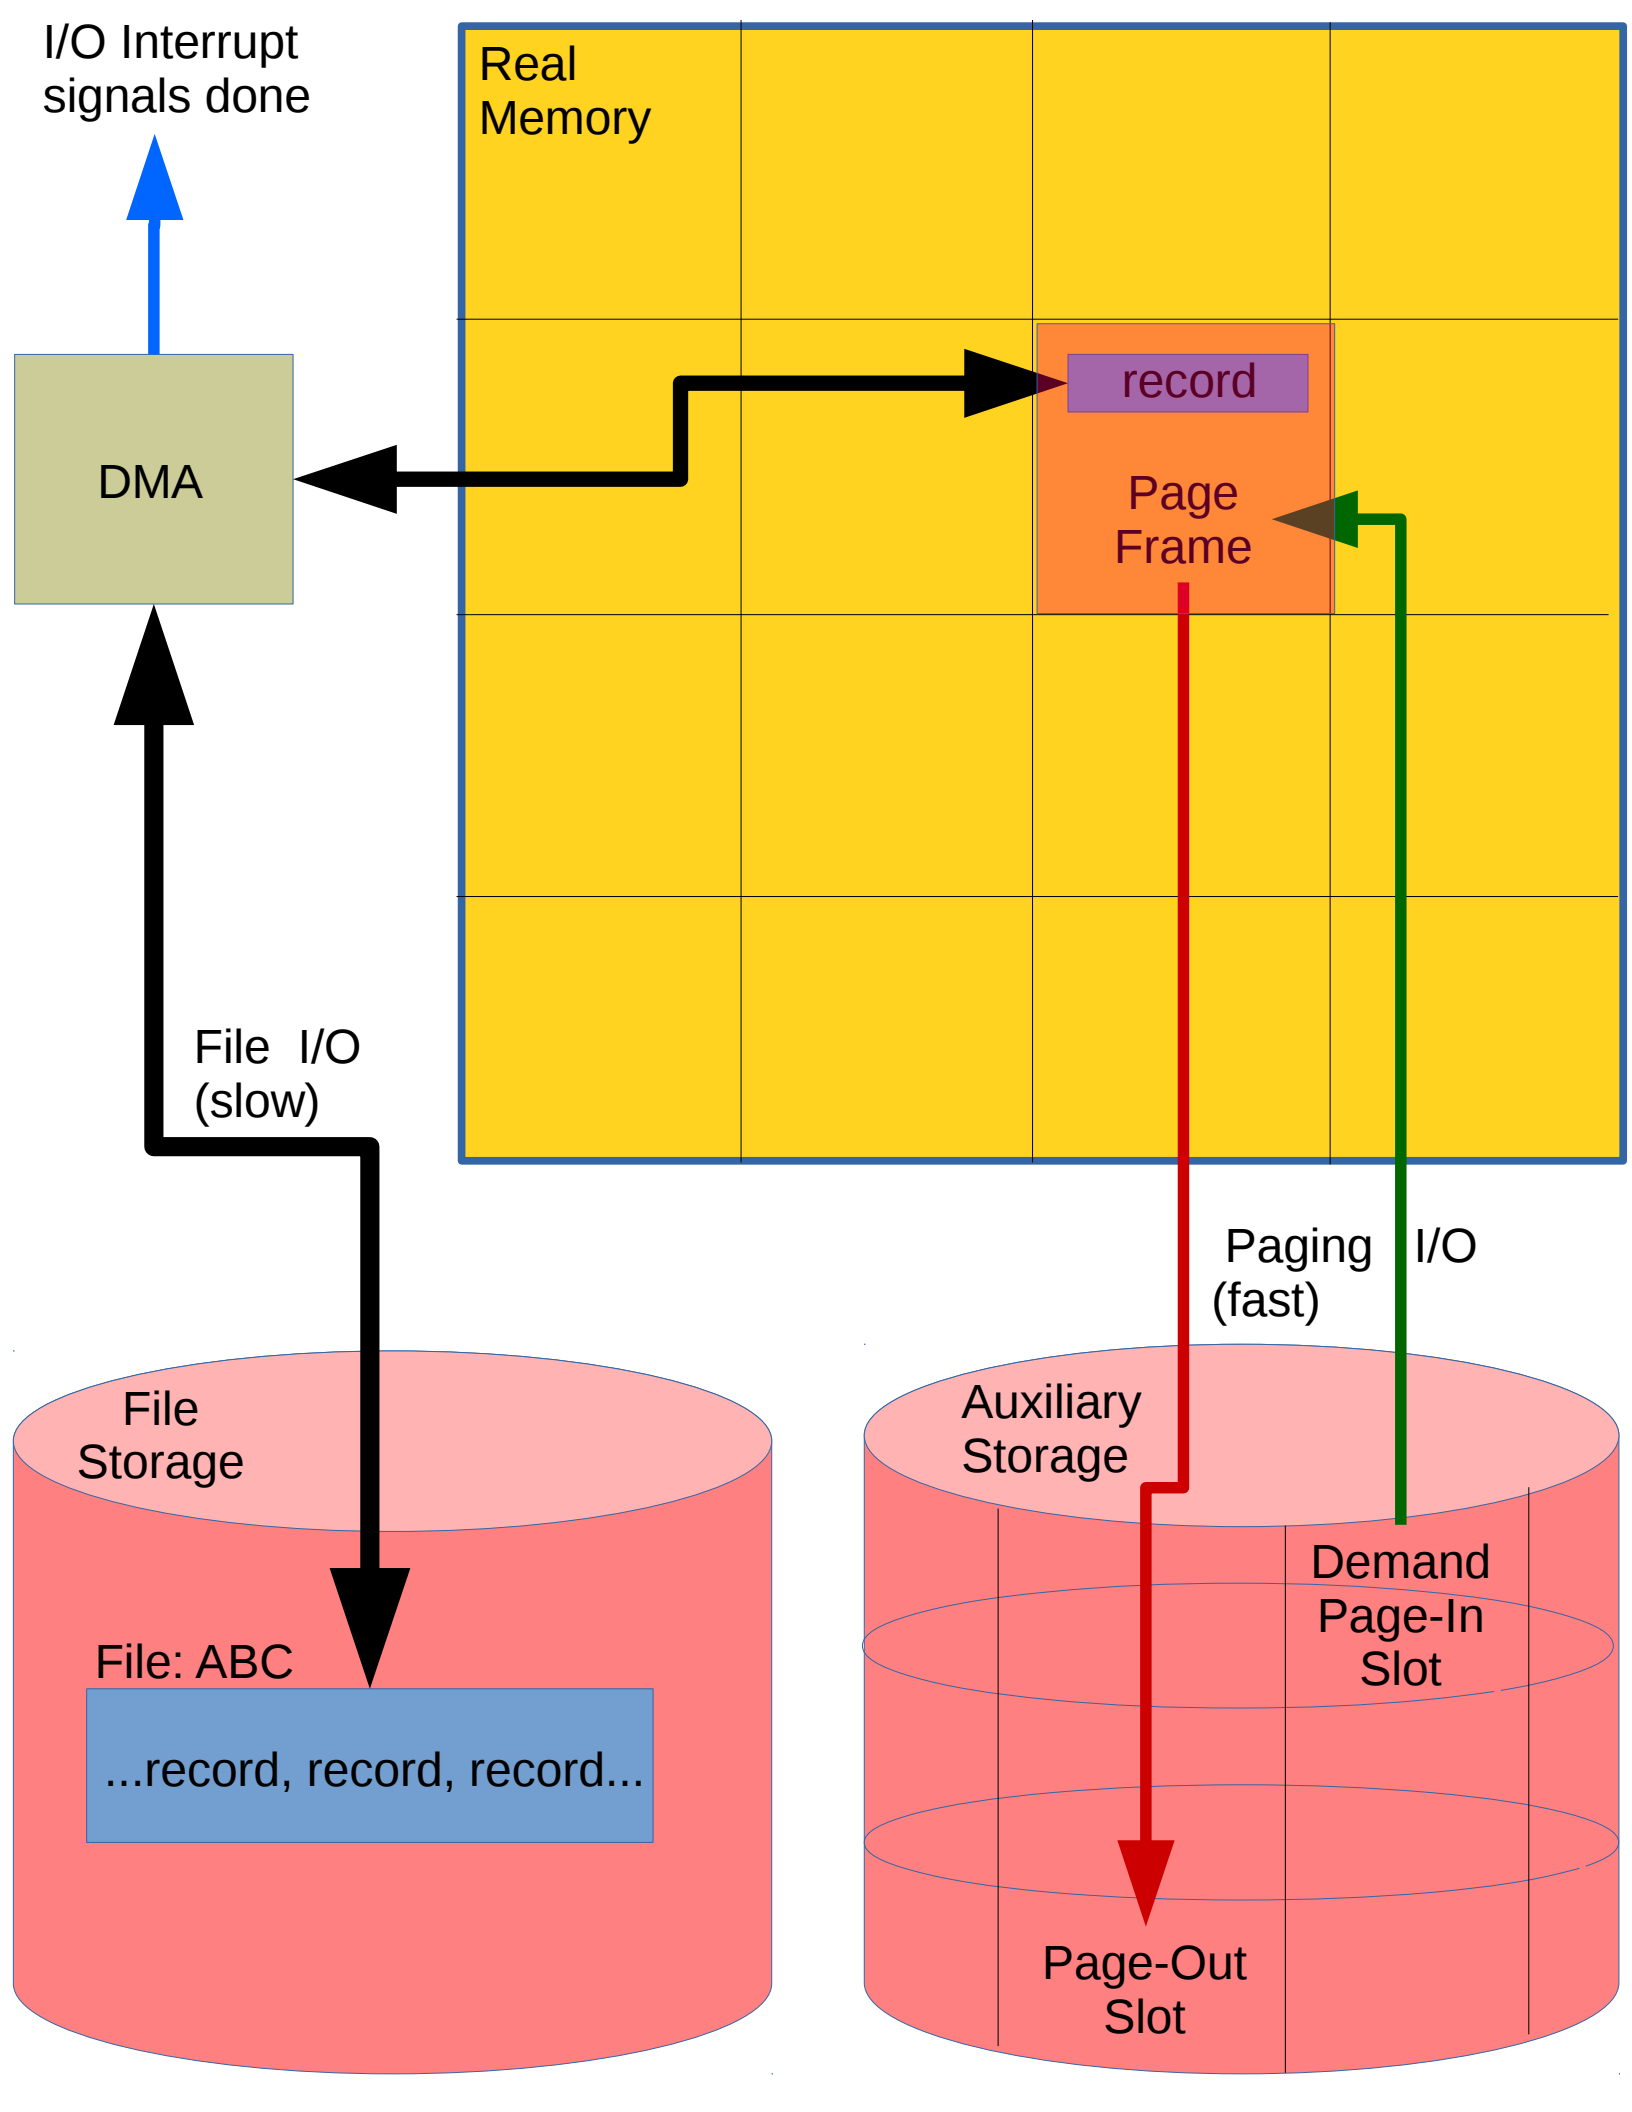 I/O Interrupt
signals done
Real
Memory
record
DMA
Page
Frame
File I/O
(slow)
Paging I/O
(fast)
File
Storage
Auxiliary
Storage
Demand
Page-In
Slot
File: ABC
...record, record, record...
Page-Out
Slot